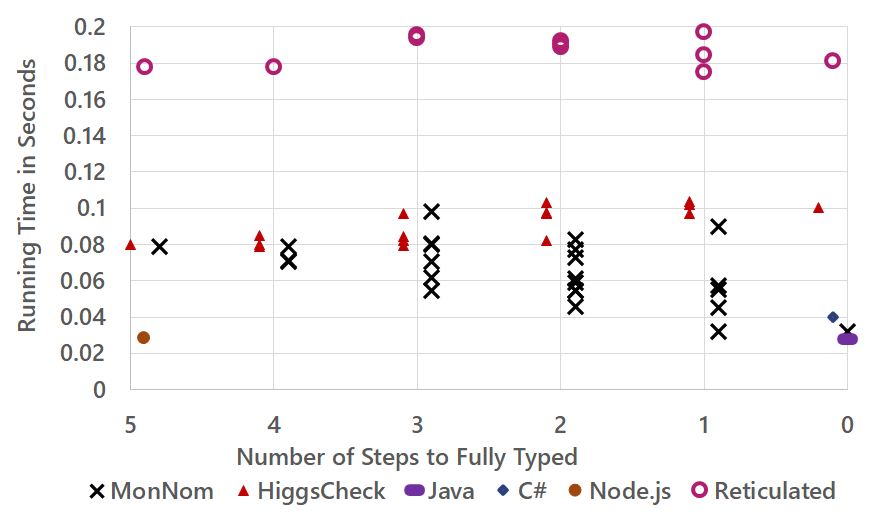 0.2
0.18
0.16
0.14
0.12
0.1
0.08
0.06
0.04
0.02
0
Running Time in Seconds
5 4 3 2 1 0
Number of Steps to Fully Typed
MonNom HiggsCheck Java C# Node.js Reticulated